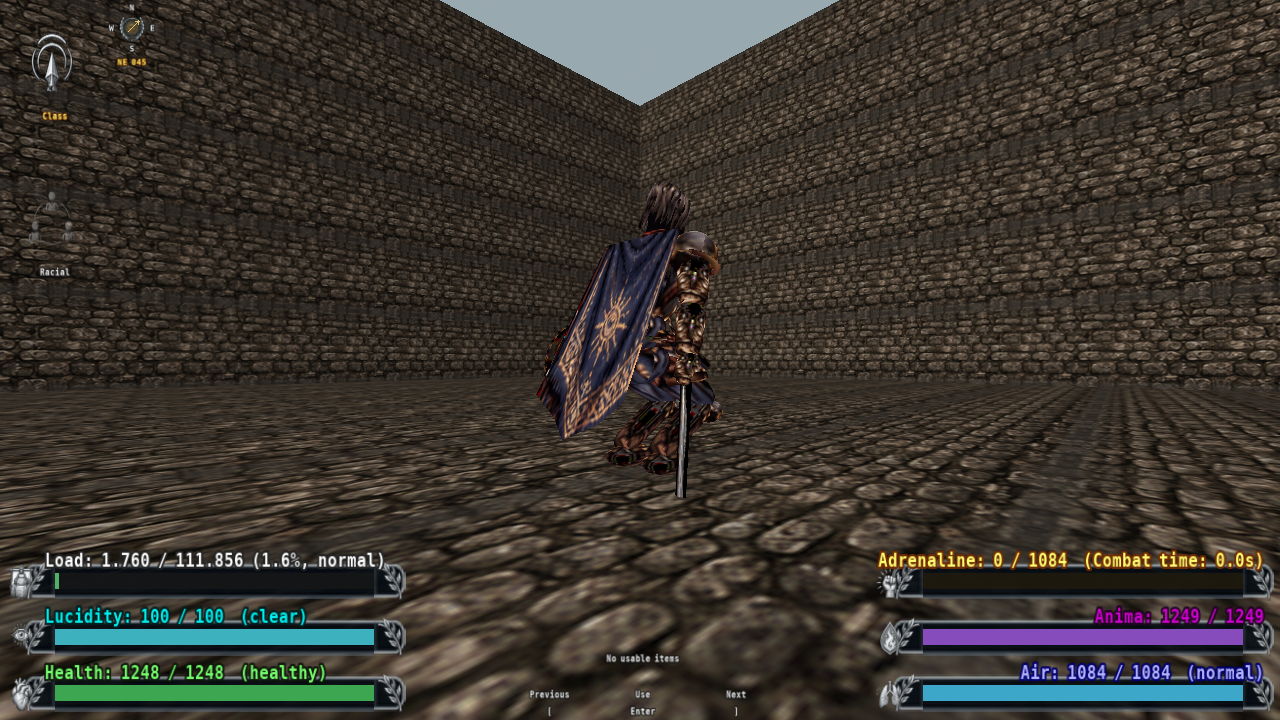 N
W E
S
NE 045
Class
Racial
Load: 1.760 / 111.856 (1.6%, normal)
Adrenaline: 0 / 1084 (Combat time: 0.0s)
Lucidity: 100 / 100 (clear)
Anima: 1249 / 1249
No usable items
Health: 1248 / 1248 (healthy)
Air: 1084 / 1084 (normal)
Previous Use Next
[ Enter ]